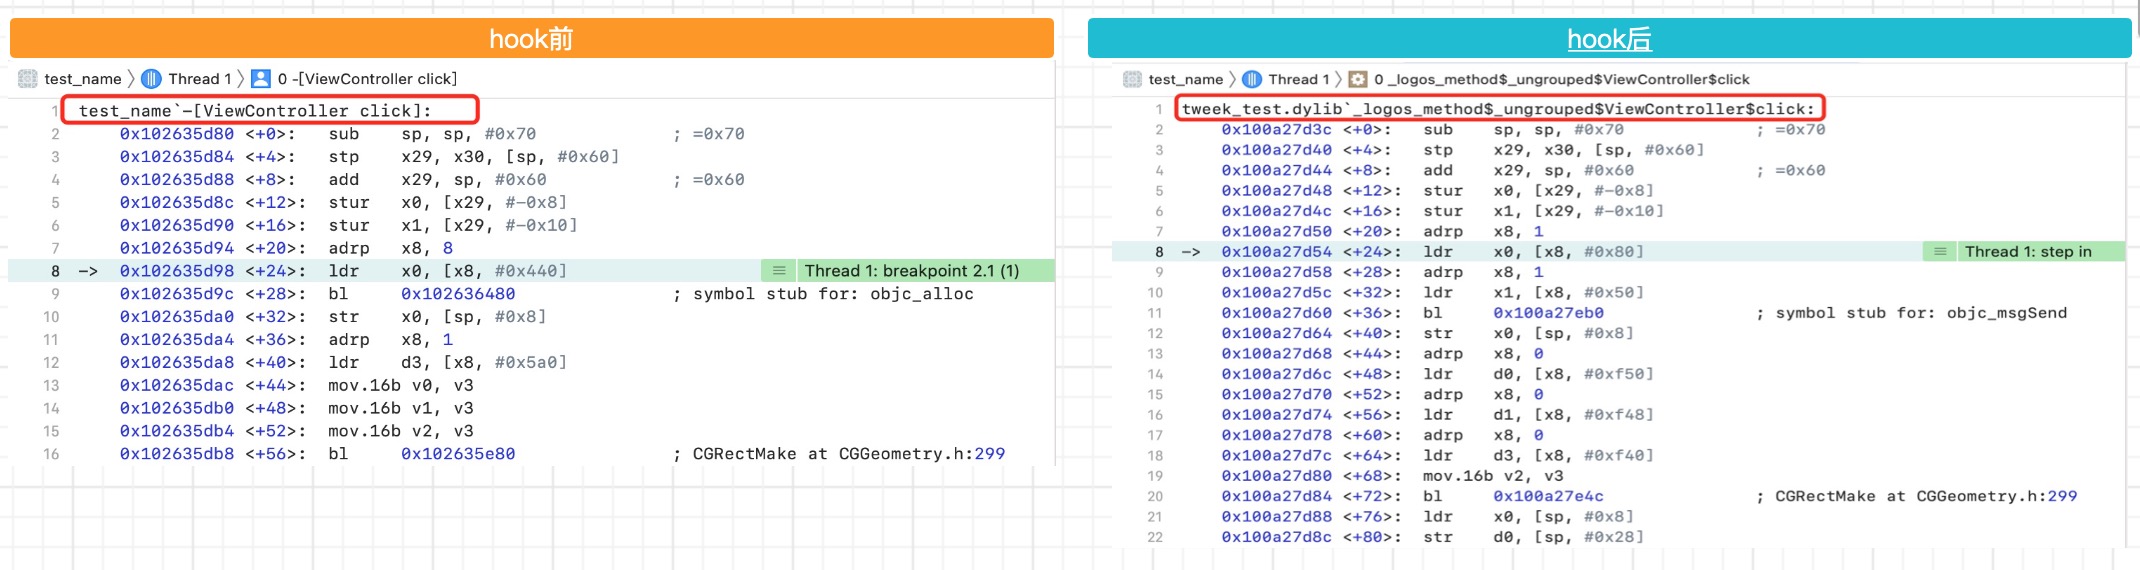 hook前
test_name 〉 Thread 1 〉 0 -[ViewController click]
1 test_name`-[ViewController click]:
2 0x102635d80 <+0>: sub sp, sp, #0x70 ; =0x70
3 0x102635d84 <+4>: stp x29, x30, [sp, #0x60]
4 0x102635d88 <+8>: add x29, sp, #0x60 ; =0x60
5 0x102635d8c <+12>: stur x0, [x29, #-0x8]
6 0x102635d90 <+16>: stur x1, [x29, #-0x10]
7 0x102635d94 <+20>: adrp x8, 8
8 -> 0x102635d98 <+24>: ldr x0, [x8, #0x440] Thread 1: breakpoint 2.1 (1)
9 0x102635d9c <+28>: bl 0x102636480 ; symbol stub for: objc_alloc
10 0x102635da0 <+32>: str x0, [sp, #0x8]
11 0x102635da4 <+36>: adrp x8, 1
12 0x102635da8 <+40>: ldr d3, [x8, #0x5a0]
13 0x102635dac <+44>: mov.16b v0, v3
14 0x102635db0 <+48>: mov.16b v1, v3
15 0x102635db4 <+52>: mov.16b v2, v3
16 0x102635db8 <+56>: bl 0x102635e80 ; CGRectMake at CGGeometry.h:299
hook后
test_name 〉 Thread 1 〉 0 _logos_method$_ungrouped$ViewController$click
1 tweek_test.dylib`_logos_method$_ungrouped$ViewController$click:
2 0x100a27d3c <+0>: sub sp, sp, #0x70 ; =0x70
3 0x100a27d40 <+4>: stp x29, x30, [sp, #0x60]
4 0x100a27d44 <+8>: add x29, sp, #0x60 ; =0x60
5 0x100a27d48 <+12>: stur x0, [x29, #-0x8]
6 0x100a27d4c <+16>: stur x1, [x29, #-0x10]
7 0x100a27d50 <+20>: adrp x8, 1
8 -> 0x100a27d54 <+24>: ldr x0, [x8, #0x80] Thread 1: step in
9 0x100a27d58 <+28>: adrp x8, 1
10 0x100a27d5c <+32>: ldr x1, [x8, #0x50]
11 0x100a27d60 <+36>: bl 0x100a27eb0 ; symbol stub for: objc_msgSend
12 0x100a27d64 <+40>: str x0, [sp, #0x8]
13 0x100a27d68 <+44>: adrp x8, 0
14 0x100a27d6c <+48>: ldr d0, [x8, #0xf50]
15 0x100a27d70 <+52>: adrp x8, 0
16 0x100a27d74 <+56>: ldr d1, [x8, #0xf48]
17 0x100a27d78 <+60>: adrp x8, 0
18 0x100a27d7c <+64>: ldr d3, [x8, #0xf40]
19 0x100a27d80 <+68>: mov.16b v2, v3
20 0x100a27d84 <+72>: bl 0x100a27e4c ; CGRectMake at CGGeometry.h:299
21 0x100a27d88 <+76>: ldr x0, [sp, #0x8]
22 0x100a27d8c <+80>: str d0, [sp, #0x28]